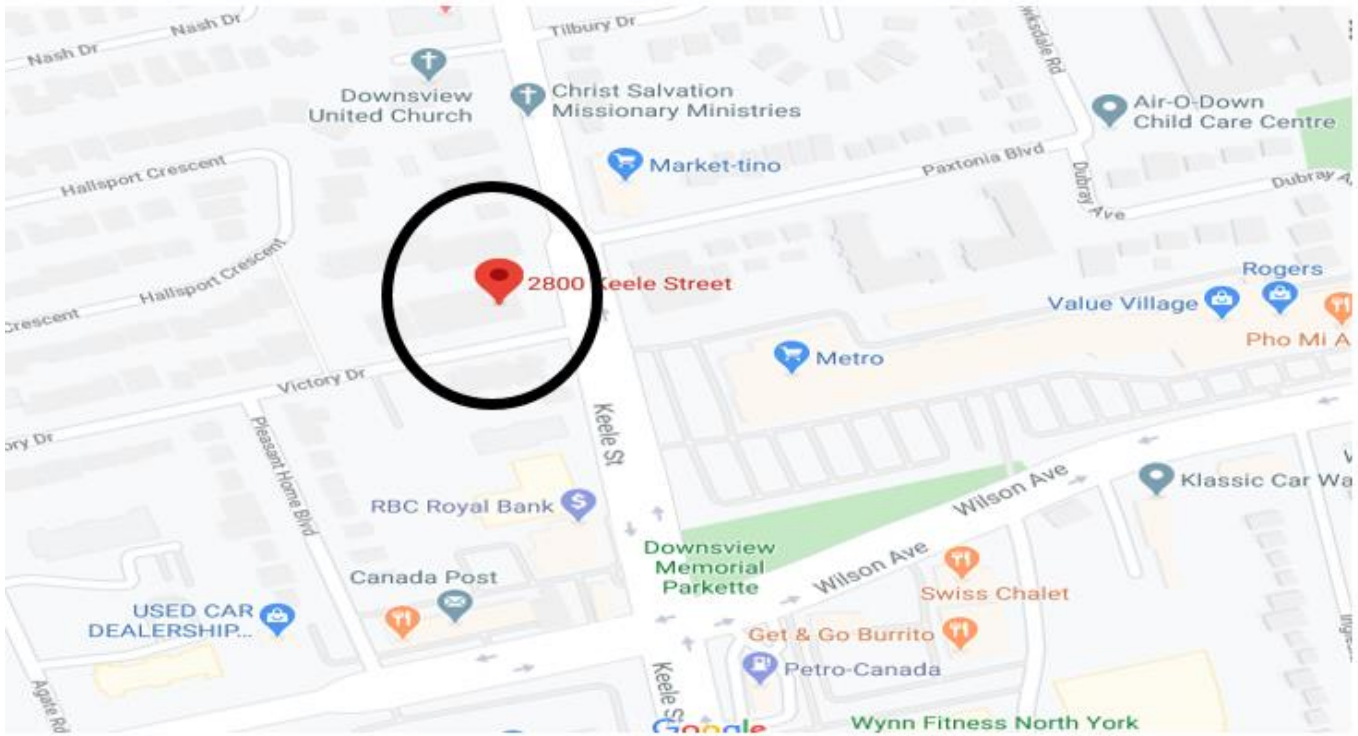 Nash Dr
Nash Dr
Tilbury Dr
wksdale Rd
Downsview
United Church
Christ Salvation
Missionary Ministries
Air-O-Down
Child Care Centre
Market-tino
Paxtonia Blvd
Hallsport Crescent
Dubray Ave
Dubray A
Hallsport Crescent
Crescent
2800 Keele Street
Rogers
Value Village
Pho Mi A
Metro
Victory Dr
ory Dr
Pleasant Home Blvd
Keele St
Wilson Ave
Klassic Car Wa
RBC Royal Bank
Downsview
Memorial
Parkette
Wilson Ave
Canada Post
Swiss Chalet
USED CAR
DEALERSHIP...
Get & Go Burrito
Petro-Canada
Agate Rd
Keele S
Google
Wynn Fitness North York